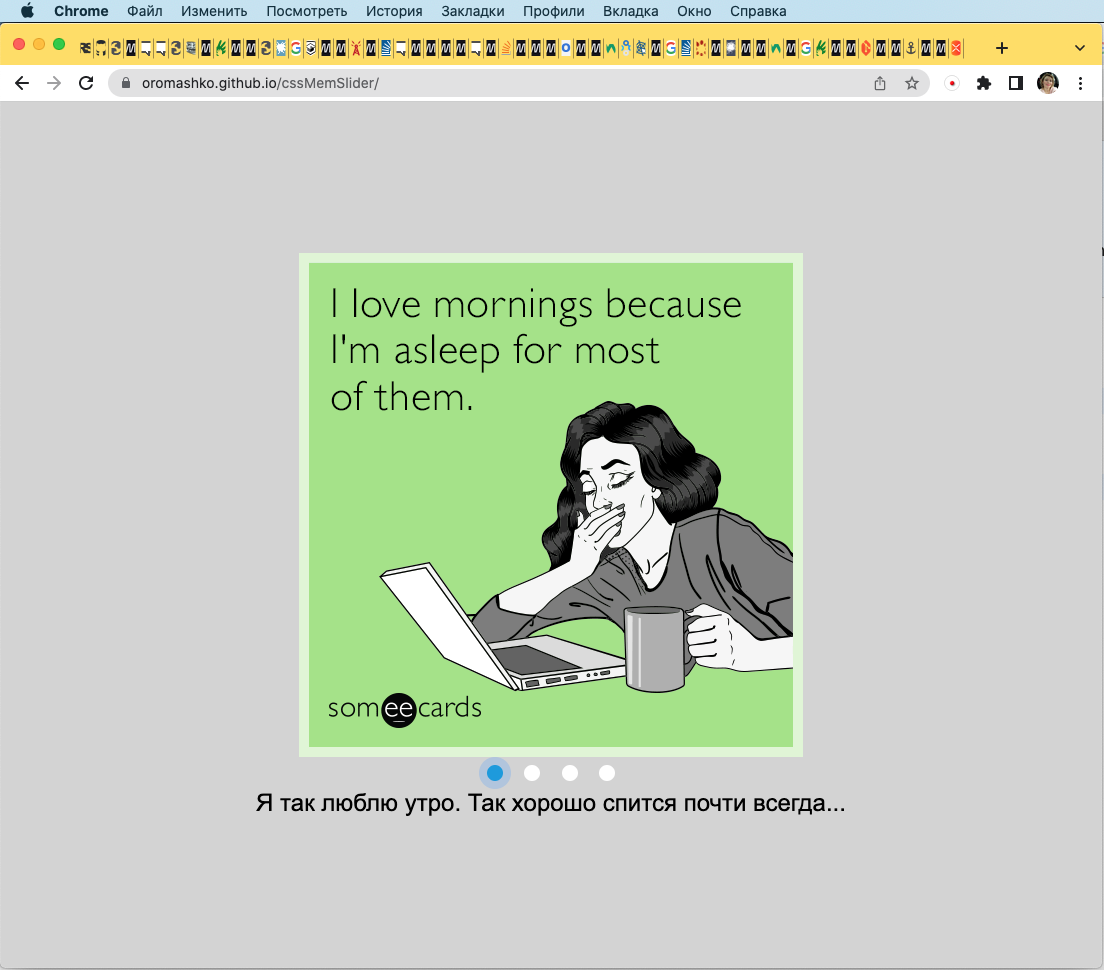 Chrome Файл Изменить Посмотреть История Закладки Профили Вкладка Окно Справка
oromashko.github.io/cssMemSlider/
I love mornings because
I'm asleep for most
of them.
someecards
Я так люблю утро. Так хорошо спится почти всегда...